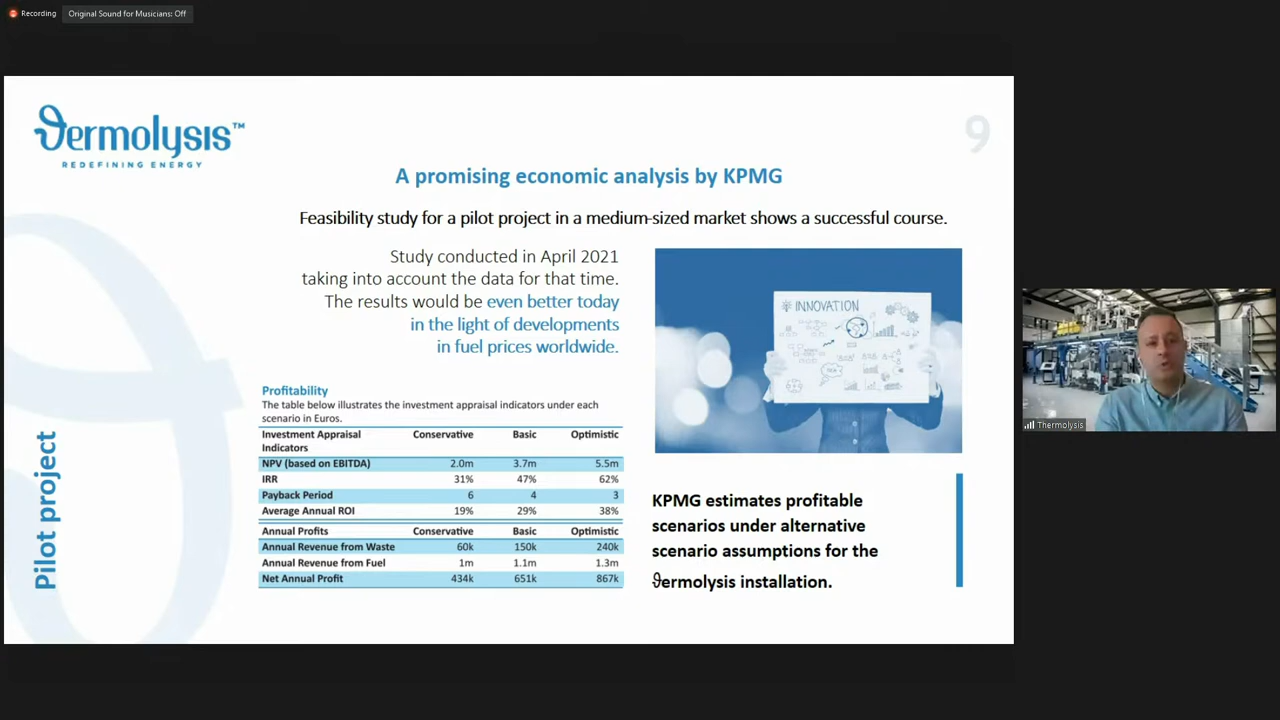 Recording
Original Sound for Musicians: Off
ϑermolysis™
REDEFINING ENERGY
9
A promising economic analysis by KPMG
Feasibility study for a pilot project in a medium-sized market shows a successful course.
Study conducted in April 2021
taking into account the data for that time.
The results would be even better today
in the light of developments
in fuel prices worldwide.
INNOVATION
Profitability
The table below illustrates the investment appraisal indicators under each
scenario in Euros.
Investment Appraisal Indicators Conservative Basic Optimistic
NPV (based on EBITDA) 2.0m 3.7m 5.5m
IRR 31% 47% 62%
Payback Period 6 4 3
Average Annual ROI 19% 29% 38%
Annual Profits Conservative Basic Optimistic
Annual Revenue from Waste 60k 150k 240k
Annual Revenue from Fuel 1m 1.1m 1.3m
Net Annual Profit 434k 651k 867k
KPMG estimates profitable
scenarios under alternative
scenario assumptions for the
ϑermolysis installation.
Pilot project
Thermolysis